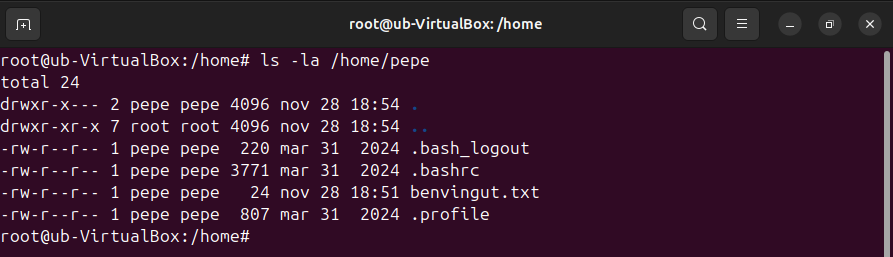 root@ub-VirtualBox: /home
root@ub-VirtualBox:/home# ls -la /home/pepe
total 24
drwxr-x--- 2 pepe pepe 4096 nov 28 18:54 .
drwxr-xr-x 7 root root 4096 nov 28 18:54 ..
-rw-r--r-- 1 pepe pepe  220 mar 31  2024 .bash_logout
-rw-r--r-- 1 pepe pepe 3771 mar 31  2024 .bashrc
-rw-r--r-- 1 pepe pepe   24 nov 28 18:51 benvingut.txt
-rw-r--r-- 1 pepe pepe  807 mar 31  2024 .profile
root@ub-VirtualBox:/home#